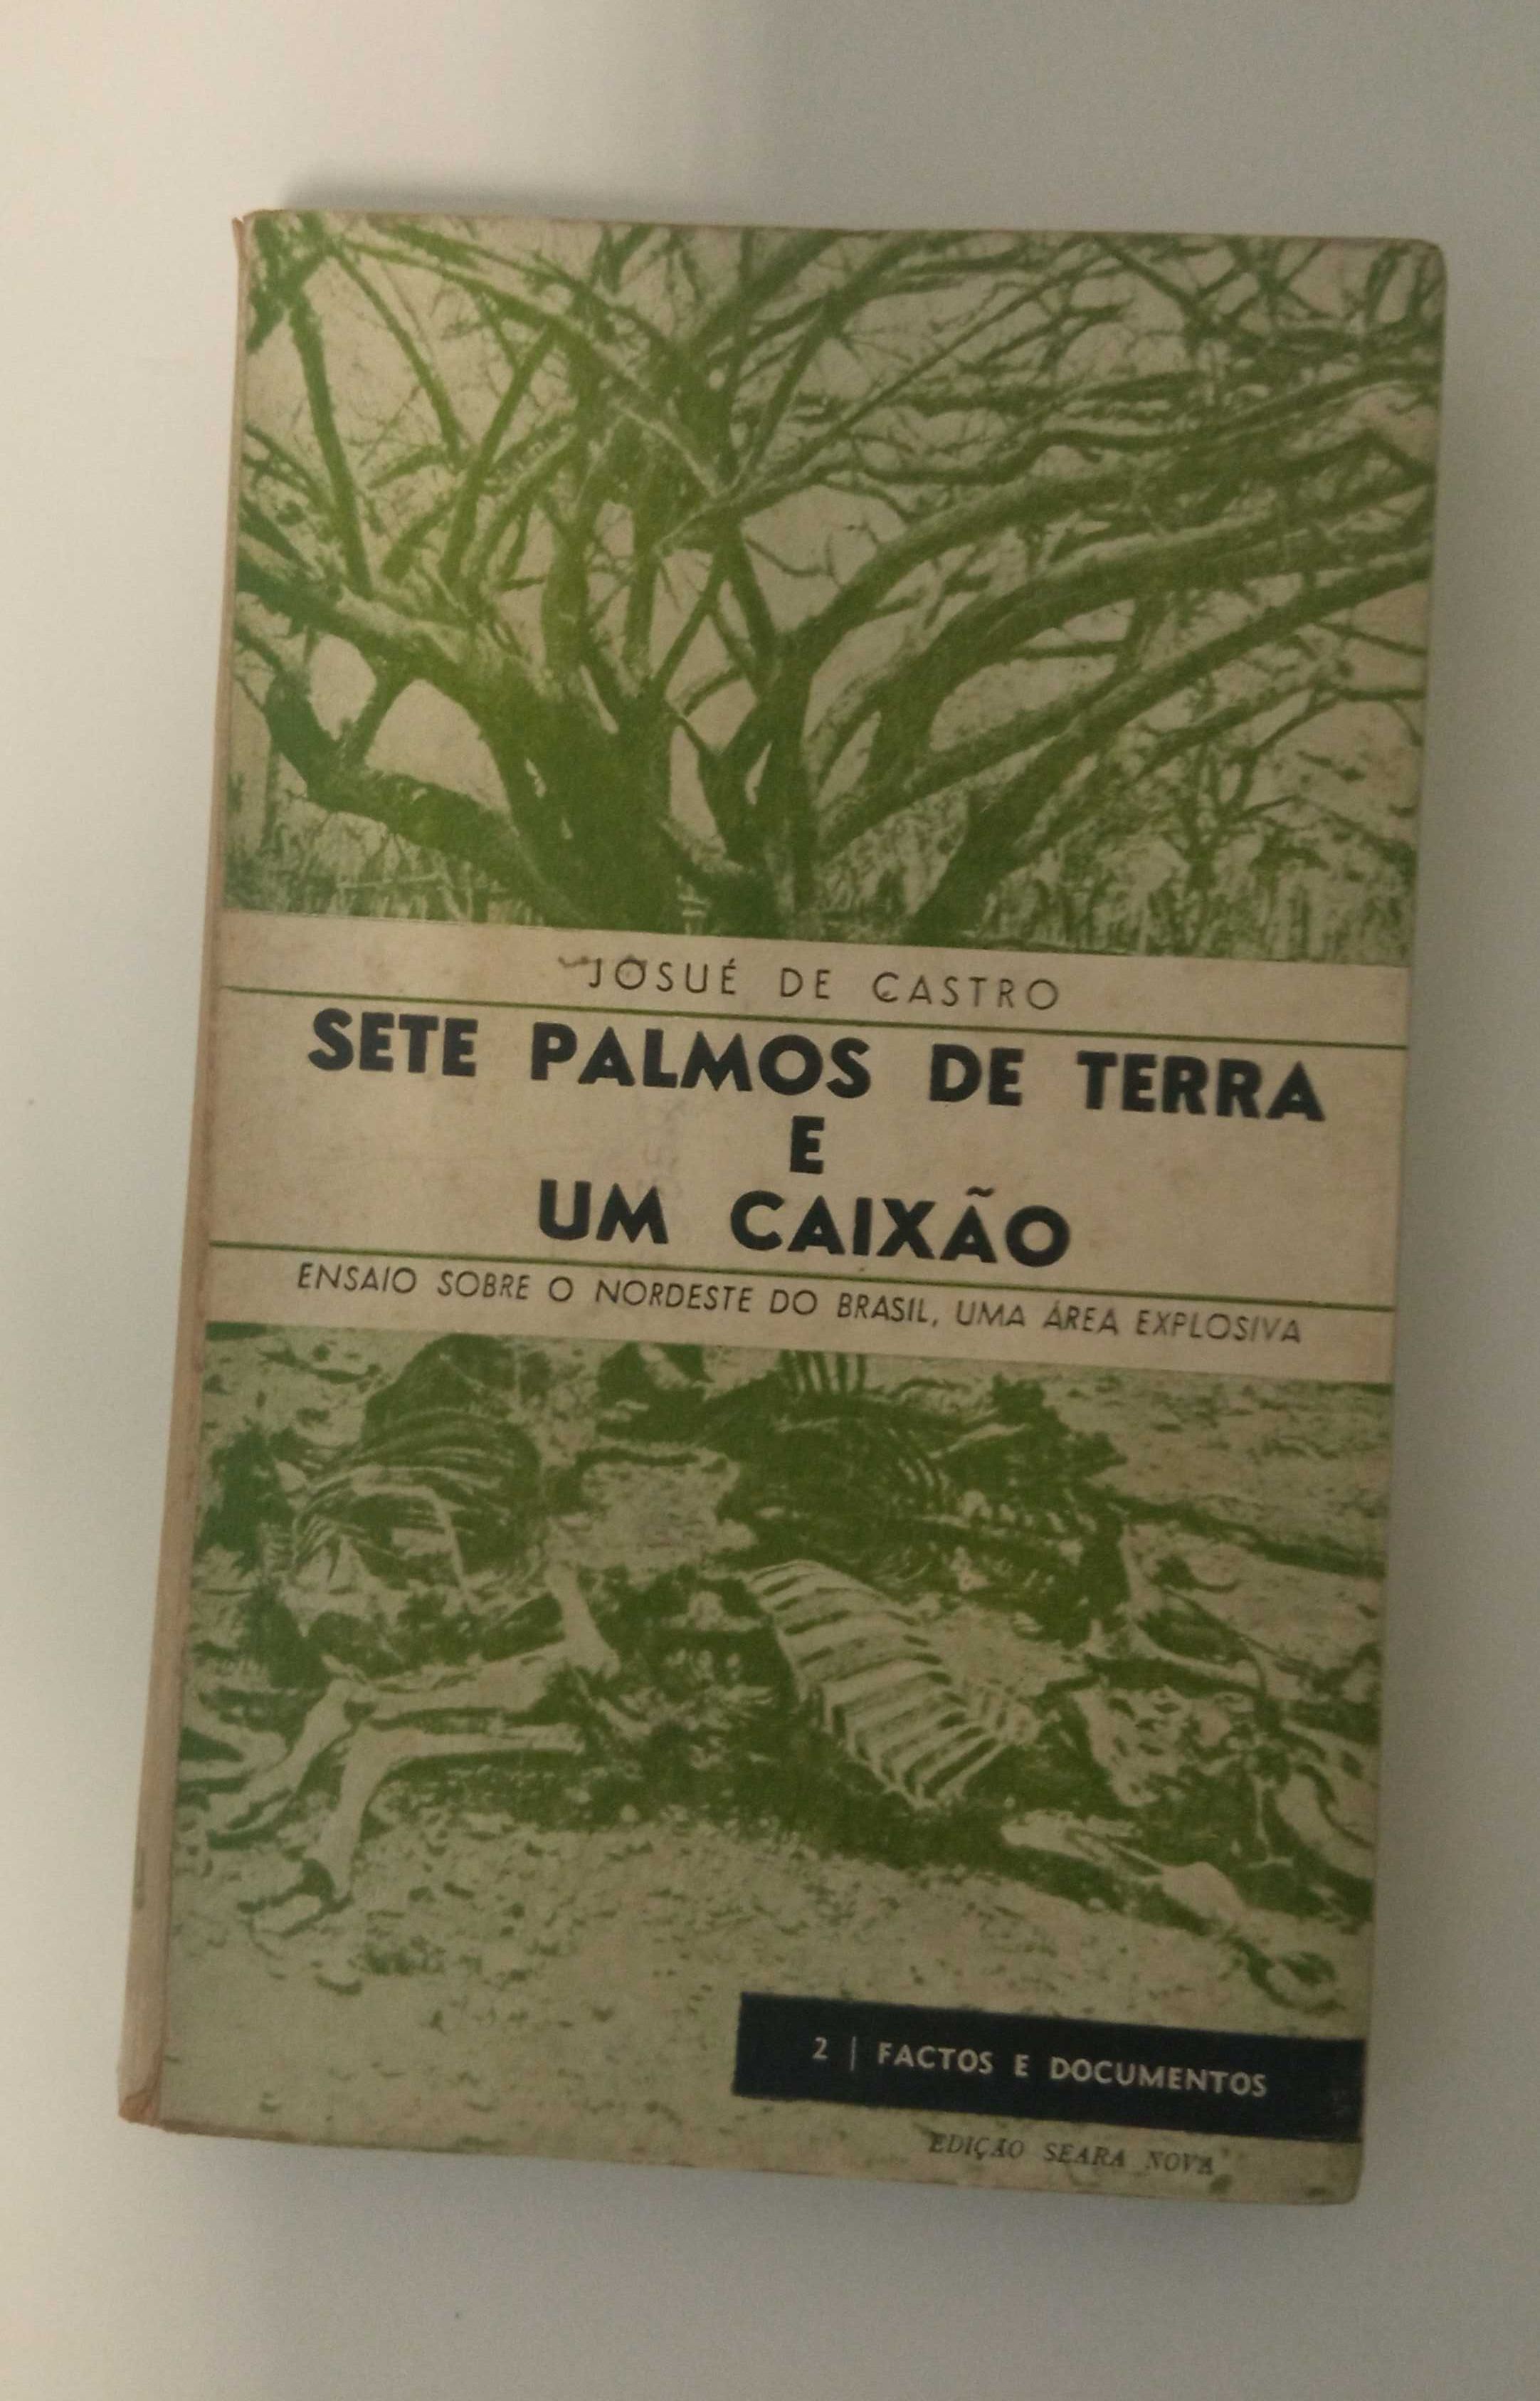 JOSUÉ DE CASTRO
SETE PALMOS DE TERRA
E
UM CAIXÃO
ENSAIO SOBRE O NORDESTE DO BRASIL, UMA ÁREA EXPLOSIVA
2 | FACTOS E DOCUMENTOS
EDIÇÃO SEARA NOVA